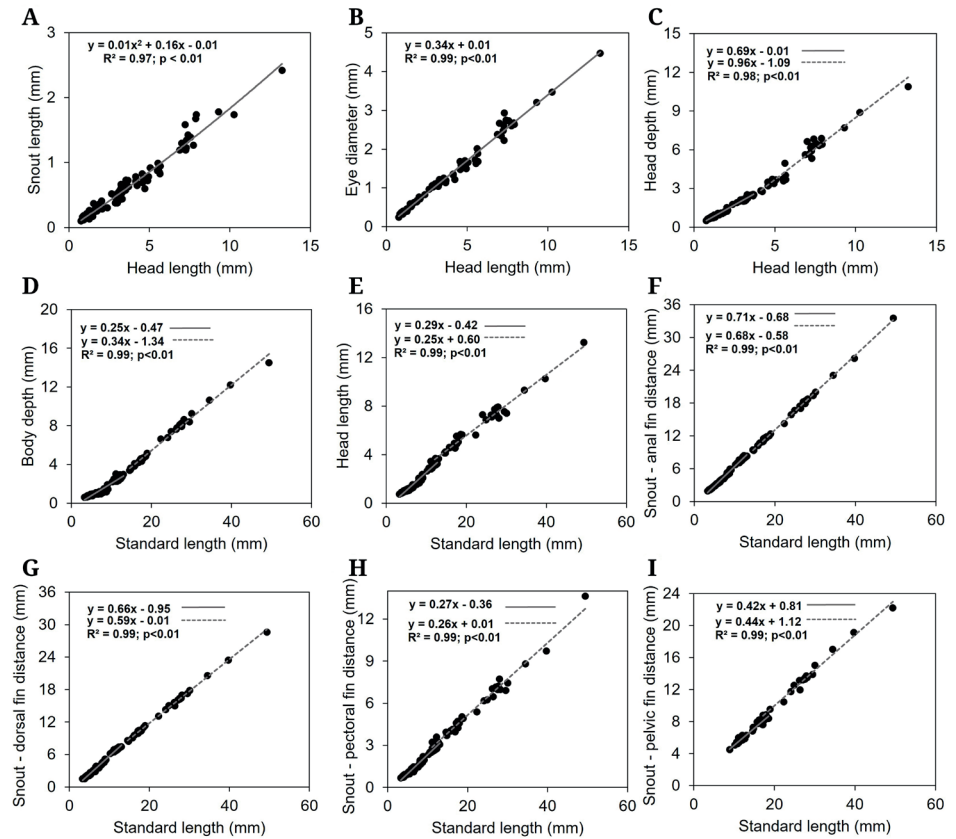 A
y = 0.01x² + 0.16x - 0.01
R² = 0.97; p < 0.01
Snout length (mm)
3
2
1
0
0 5 10 15
Head length (mm)
B
y = 0.34x + 0.01
R² = 0.99; p<0.01
Eye diameter (mm)
5
4
3
2
1
0
0 5 10 15
Head length (mm)
C
y = 0.69x - 0.01
y = 0.96x - 1.09
R² = 0.98; p<0.01
Head depth (mm)
15
12
9
6
3
0
0 5 10 15
Head length (mm)
D
y = 0.25x - 0.47
y = 0.34x - 1.34
R² = 0.99; p<0.01
Body depth (mm)
20
16
12
8
4
0
0 20 40 60
Standard length (mm)
E
y = 0.29x - 0.42
y = 0.25x + 0.60
R² = 0.99; p<0.01
Head length (mm)
16
12
8
4
0
0 20 40 60
Standard length (mm)
F
y = 0.71x - 0.68
y = 0.68x - 0.58
R² = 0.99; p<0.01
Snout - anal fin distance (mm)
36
30
24
18
12
6
0
0 20 40 60
Standard length (mm)
G
y = 0.66x - 0.95
y = 0.59x - 0.01
R² = 0.99; p<0.01
Snout - dorsal fin distance (mm)
36
30
24
18
12
6
0
0 20 40 60
Standard length (mm)
H
y = 0.27x - 0.36
y = 0.26x + 0.01
R² = 0.99; p<0.01
Snout - pectoral fin distance (mm)
12
9
6
3
0
0 20 40 60
Standard length (mm)
I
y = 0.42x + 0.81
y = 0.44x + 1.12
R² = 0.99; p<0.01
Snout - pelvic fin distance (mm)
24
20
16
12
8
4
0
0 20 40 60
Standard length (mm)